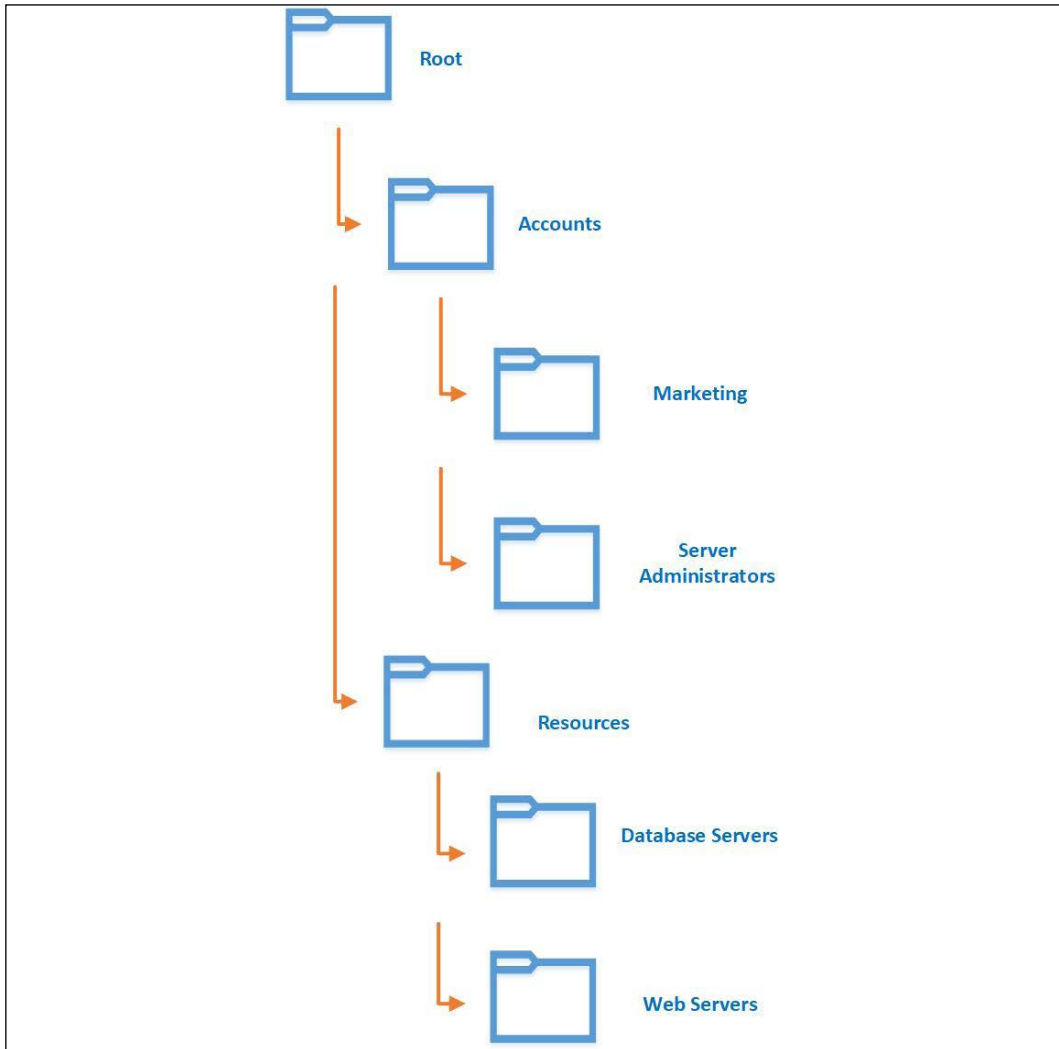 Root
Accounts
Marketing
Server
Administrators
Resources
Database Servers
Web Servers